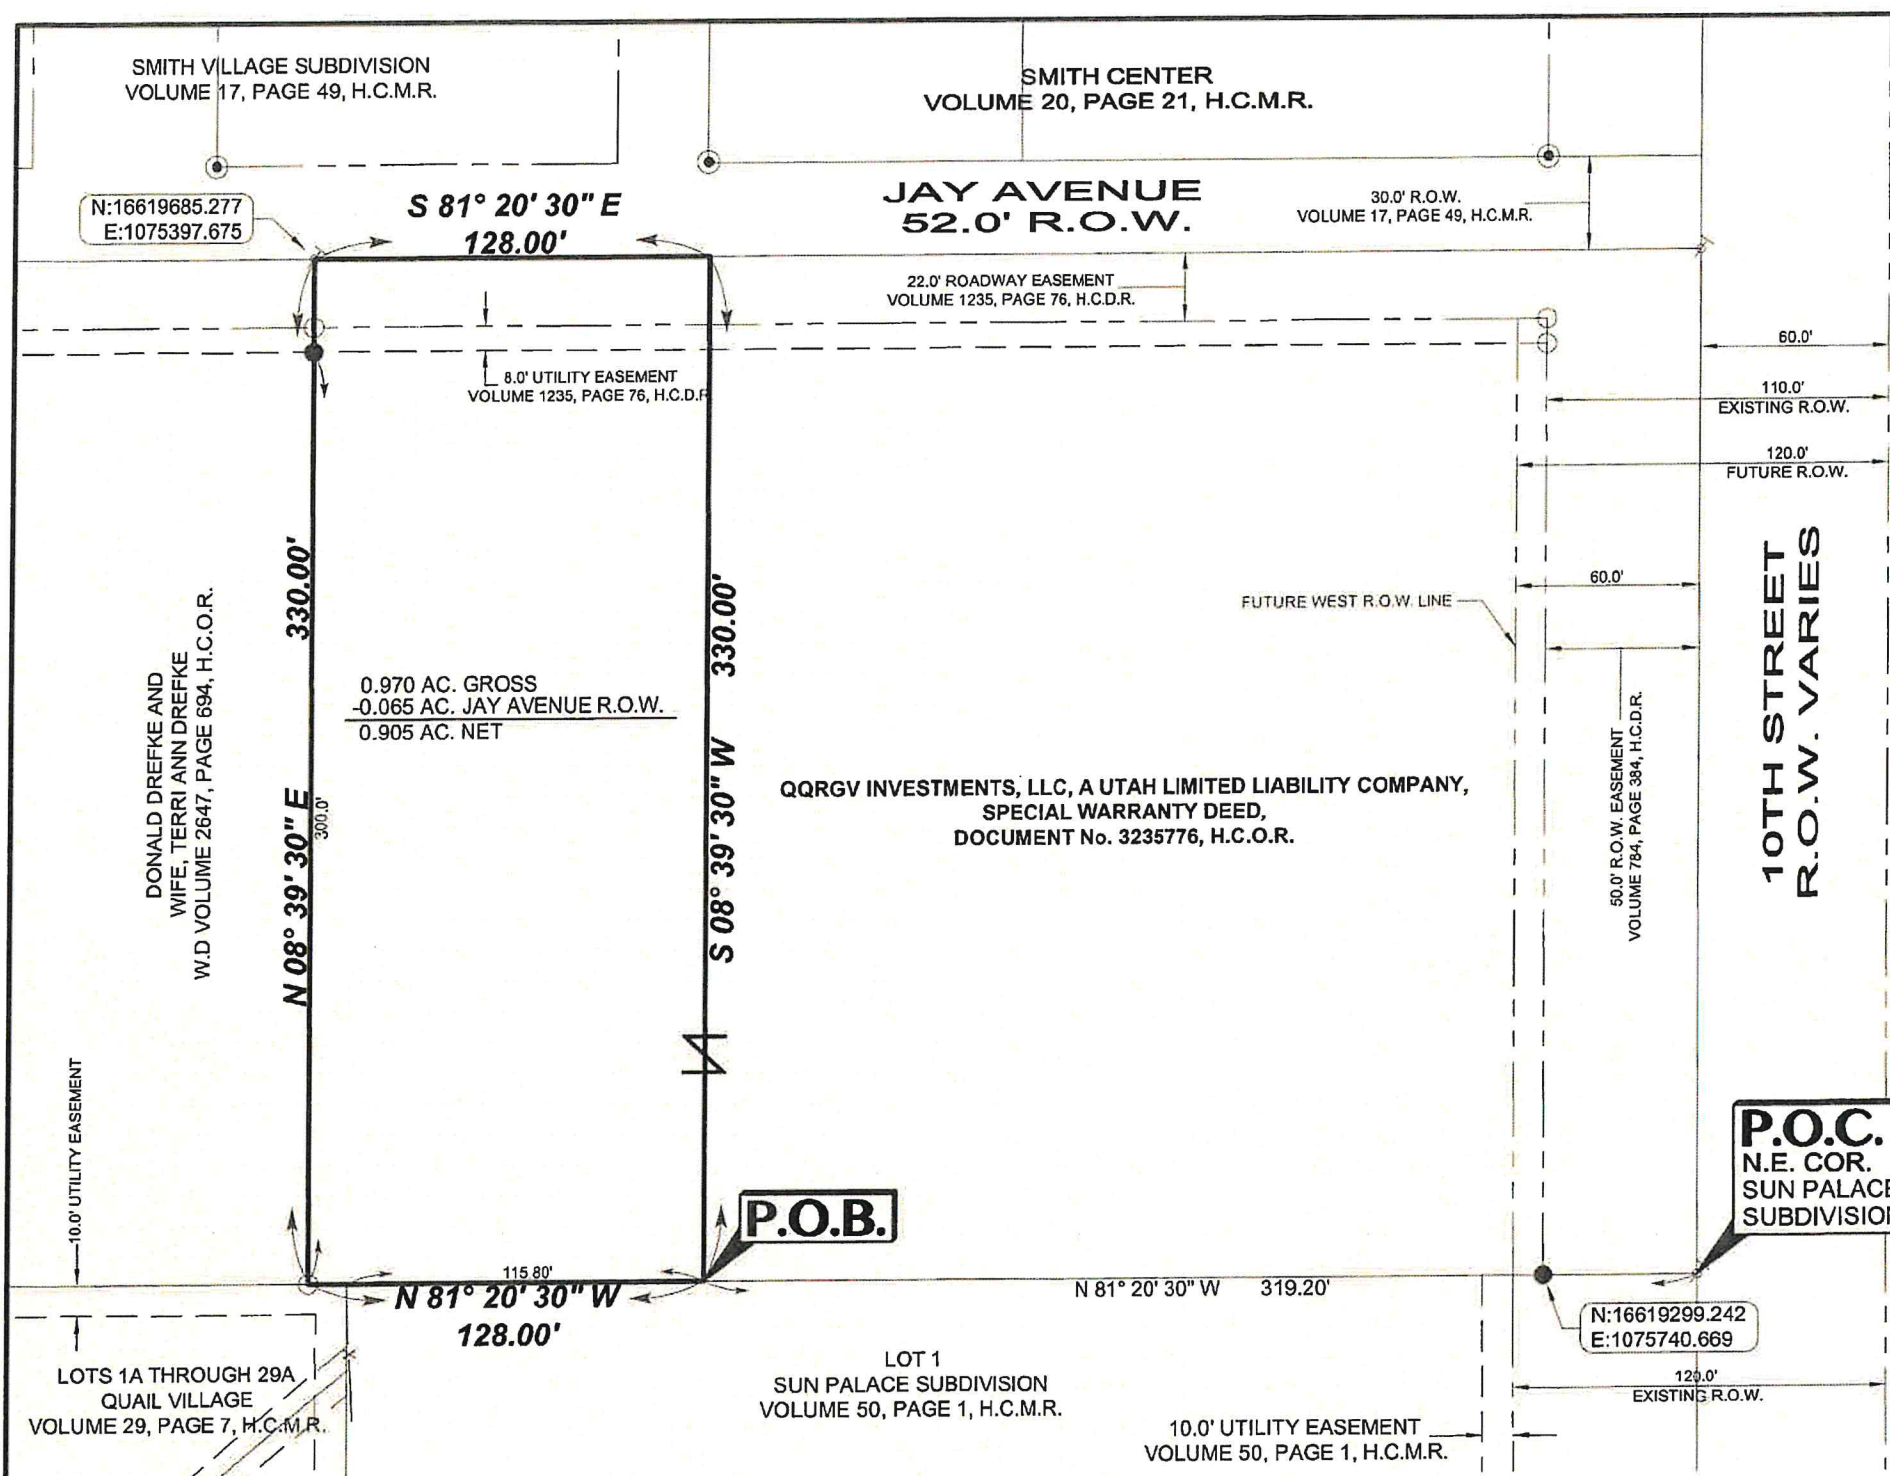 SMITH VILLAGE SUBDIVISION
VOLUME 17, PAGE 49, H.C.M.R.
SMITH CENTER
VOLUME 20, PAGE 21, H.C.M.R.
N:16619685.277
E:1075397.675
S 81° 20' 30" E
128.00'
JAY AVENUE
52.0' R.O.W.
30.0' R.O.W.
VOLUME 17, PAGE 49, H.C.M.R.
22.0' ROADWAY EASEMENT
VOLUME 1235, PAGE 76, H.C.D.R.
8.0' UTILITY EASEMENT
VOLUME 1235, PAGE 76, H.C.D.R
60.0'
110.0'
EXISTING R.O.W.
120.0'
FUTURE R.O.W.
10TH STREET
R.O.W. VARIES
60.0'
FUTURE WEST R.O.W. LINE
50.0' R.O.W. EASEMENT
VOLUME 784, PAGE 384, H.C.D.R.
DONALD DREFKE AND
WIFE, TERRI ANN DREFKE
W.D VOLUME 2647, PAGE 694, H.C.O.R.
N 08° 39' 30" E 330.00'
300.0'
0.970 AC. GROSS
-0.065 AC. JAY AVENUE R.O.W.
0.905 AC. NET
S 08° 39' 30" W 330.00'
QQRGV INVESTMENTS, LLC, A UTAH LIMITED LIABILITY COMPANY,
SPECIAL WARRANTY DEED,
DOCUMENT No. 3235776, H.C.O.R.
10.0' UTILITY EASEMENT
P.O.B.
P.O.C.
N.E. COR.
SUN PALACE
SUBDIVISION
115.80'
N 81° 20' 30" W
128.00'
N 81° 20' 30" W 319.20'
N:16619299.242
E:1075740.669
LOTS 1A THROUGH 29A
QUAIL VILLAGE
VOLUME 29, PAGE 7, H.C.M.R.
LOT 1
SUN PALACE SUBDIVISION
VOLUME 50, PAGE 1, H.C.M.R.
120.0'
EXISTING R.O.W.
10.0' UTILITY EASEMENT
VOLUME 50, PAGE 1, H.C.M.R.